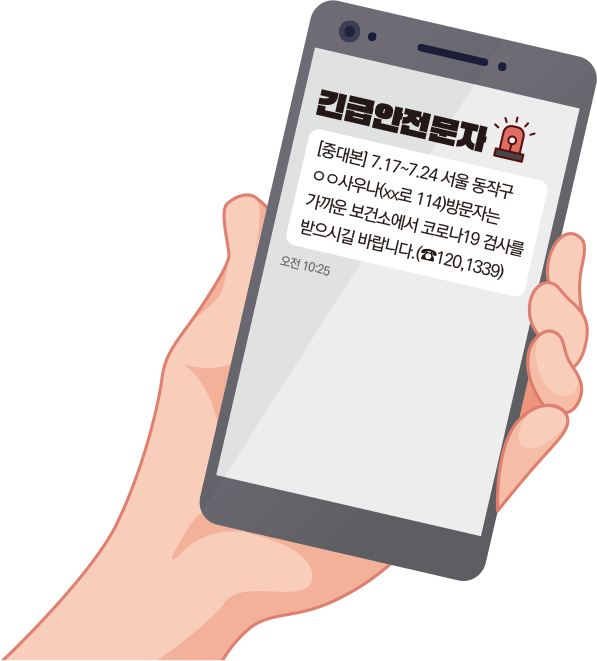 긴급안전문자
[중대본] 7.17~7.24 서울 동작구
ㅇㅇ사우나(xx로 114)방문자는
가까운 보건소에서 코로나19 검사를
받으시길 바랍니다.(☎120,1339)
오전 10:25